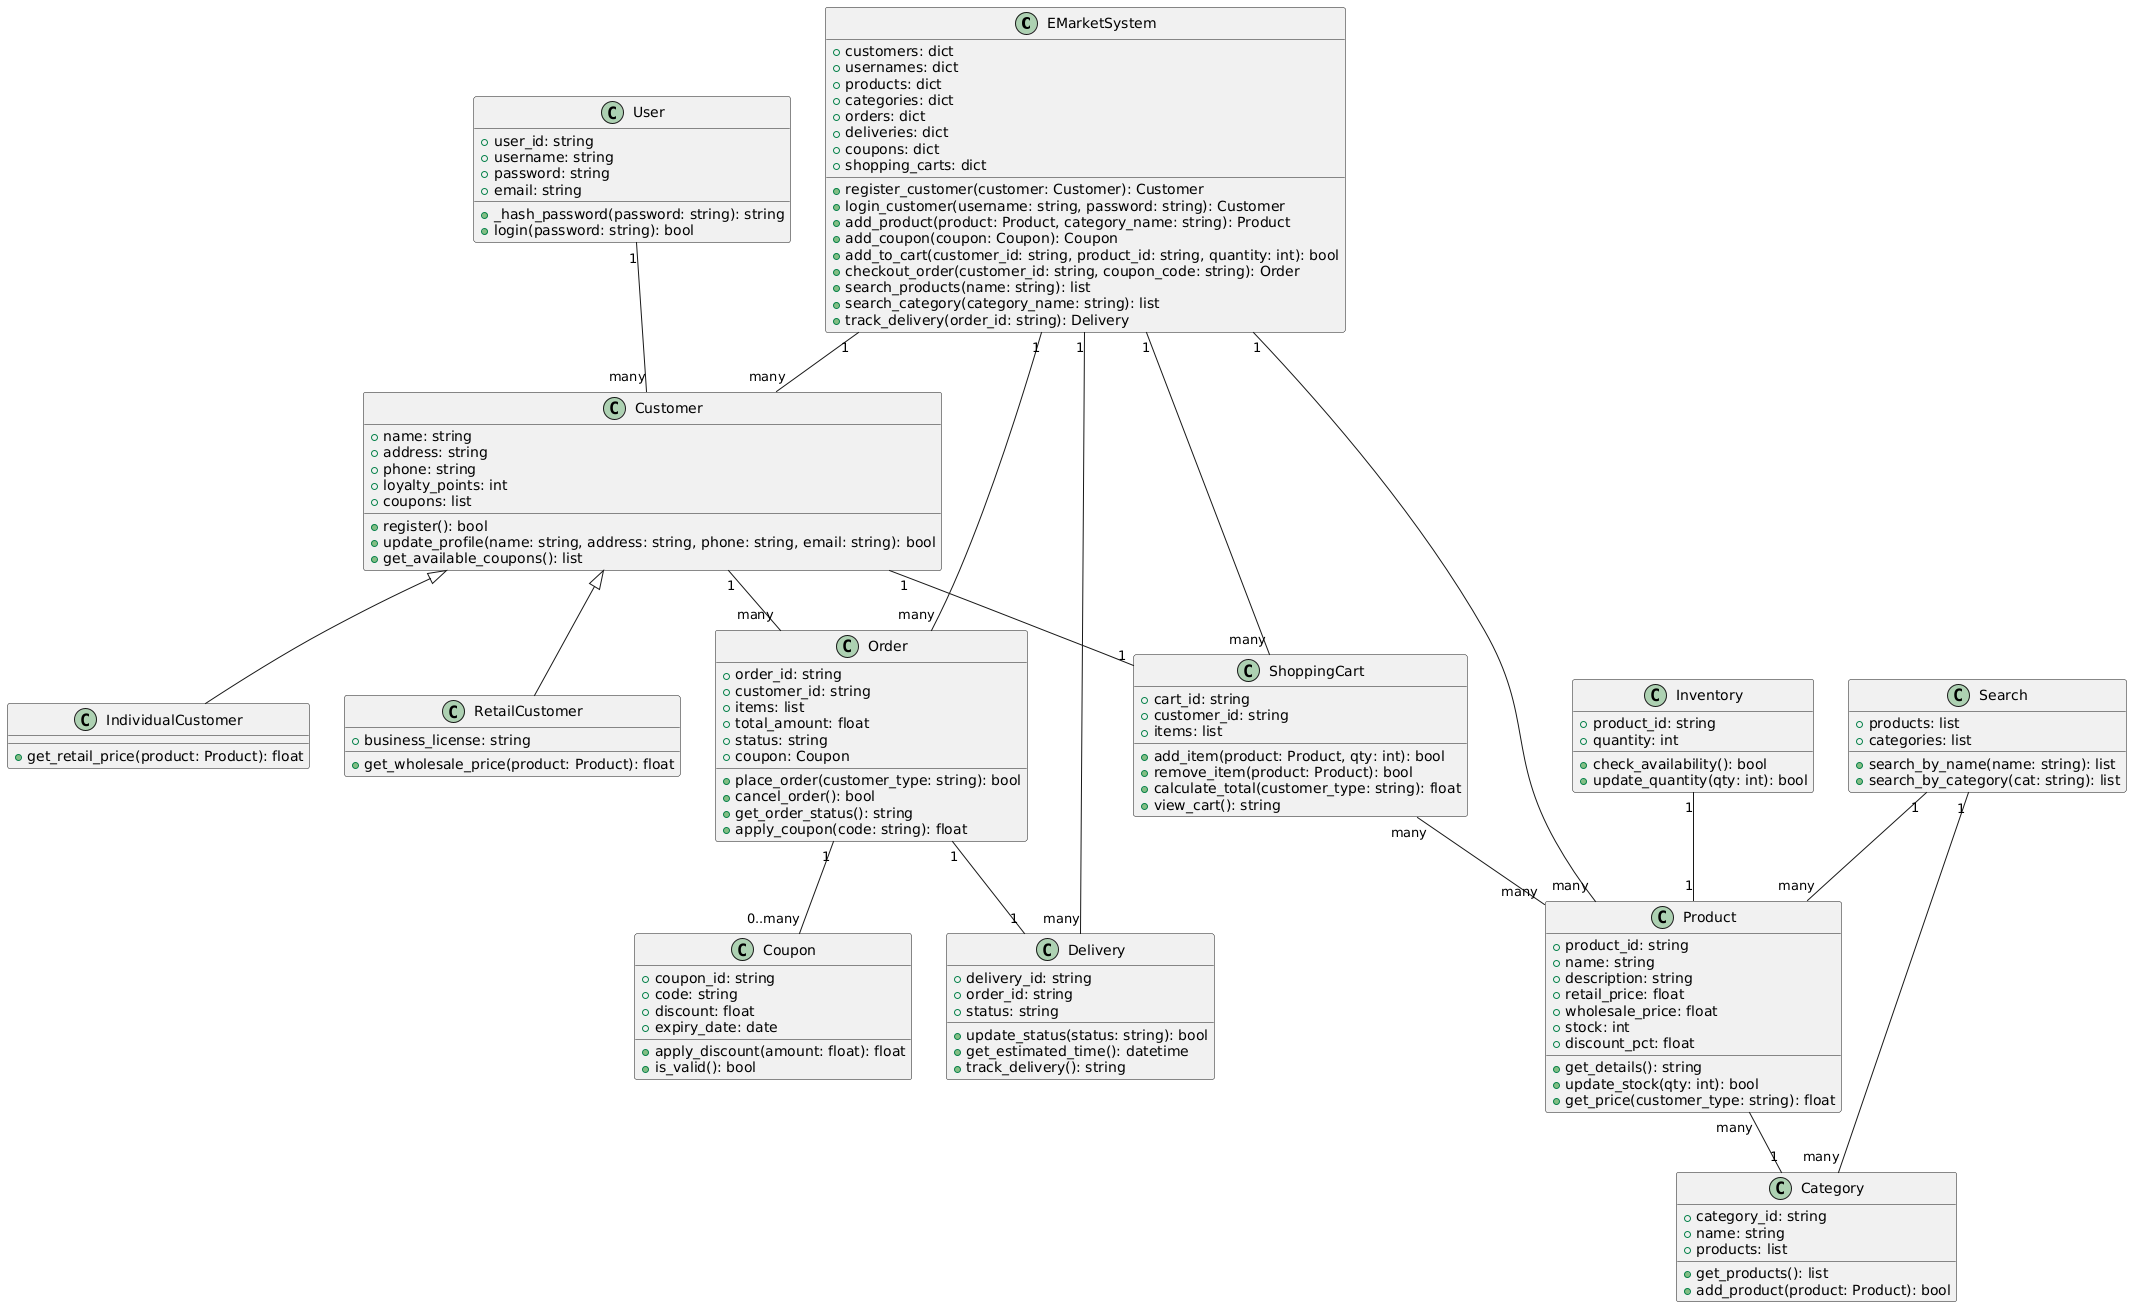 C EMarketSystem
customers: dict
usernames: dict
products: dict
categories: dict
orders: dict
deliveries: dict
coupons: dict
shopping_carts: dict
register_customer(customer: Customer): Customer
login_customer(username: string, password: string): Customer
add_product(product: Product, category_name: string): Product
add_coupon(coupon: Coupon): Coupon
add_to_cart(customer_id: string, product_id: string, quantity: int): bool
checkout_order(customer_id: string, coupon_code: string): Order
search_products(name: string): list
search_category(category_name: string): list
track_delivery(order_id: string): Delivery
C User
user_id: string
username: string
password: string
email: string
_hash_password(password: string): string
login(password: string): bool
1
1
1
1
1
1
many
many
C Customer
name: string
address: string
phone: string
loyalty_points: int
coupons: list
register(): bool
update_profile(name: string, address: string, phone: string, email: string): bool
get_available_coupons(): list
1
1
many
many
many
1
C IndividualCustomer
get_retail_price(product: Product): float
C RetailCustomer
business_license: string
get_wholesale_price(product: Product): float
C Order
order_id: string
customer_id: string
items: list
total_amount: float
status: string
coupon: Coupon
place_order(customer_type: string): bool
cancel_order(): bool
get_order_status(): string
apply_coupon(code: string): float
C ShoppingCart
cart_id: string
customer_id: string
items: list
add_item(product: Product, qty: int): bool
remove_item(product: Product): bool
calculate_total(customer_type: string): float
view_cart(): string
C Inventory
product_id: string
quantity: int
check_availability(): bool
update_quantity(qty: int): bool
C Search
products: list
categories: list
search_by_name(name: string): list
search_by_category(cat: string): list
1
1
many
1
1
1
0..many
1
many
many
many
1
many
C Coupon
coupon_id: string
code: string
discount: float
expiry_date: date
apply_discount(amount: float): float
is_valid(): bool
C Delivery
delivery_id: string
order_id: string
status: string
update_status(status: string): bool
get_estimated_time(): datetime
track_delivery(): string
C Product
product_id: string
name: string
description: string
retail_price: float
wholesale_price: float
stock: int
discount_pct: float
get_details(): string
update_stock(qty: int): bool
get_price(customer_type: string): float
many
1
many
C Category
category_id: string
name: string
products: list
get_products(): list
add_product(product: Product): bool